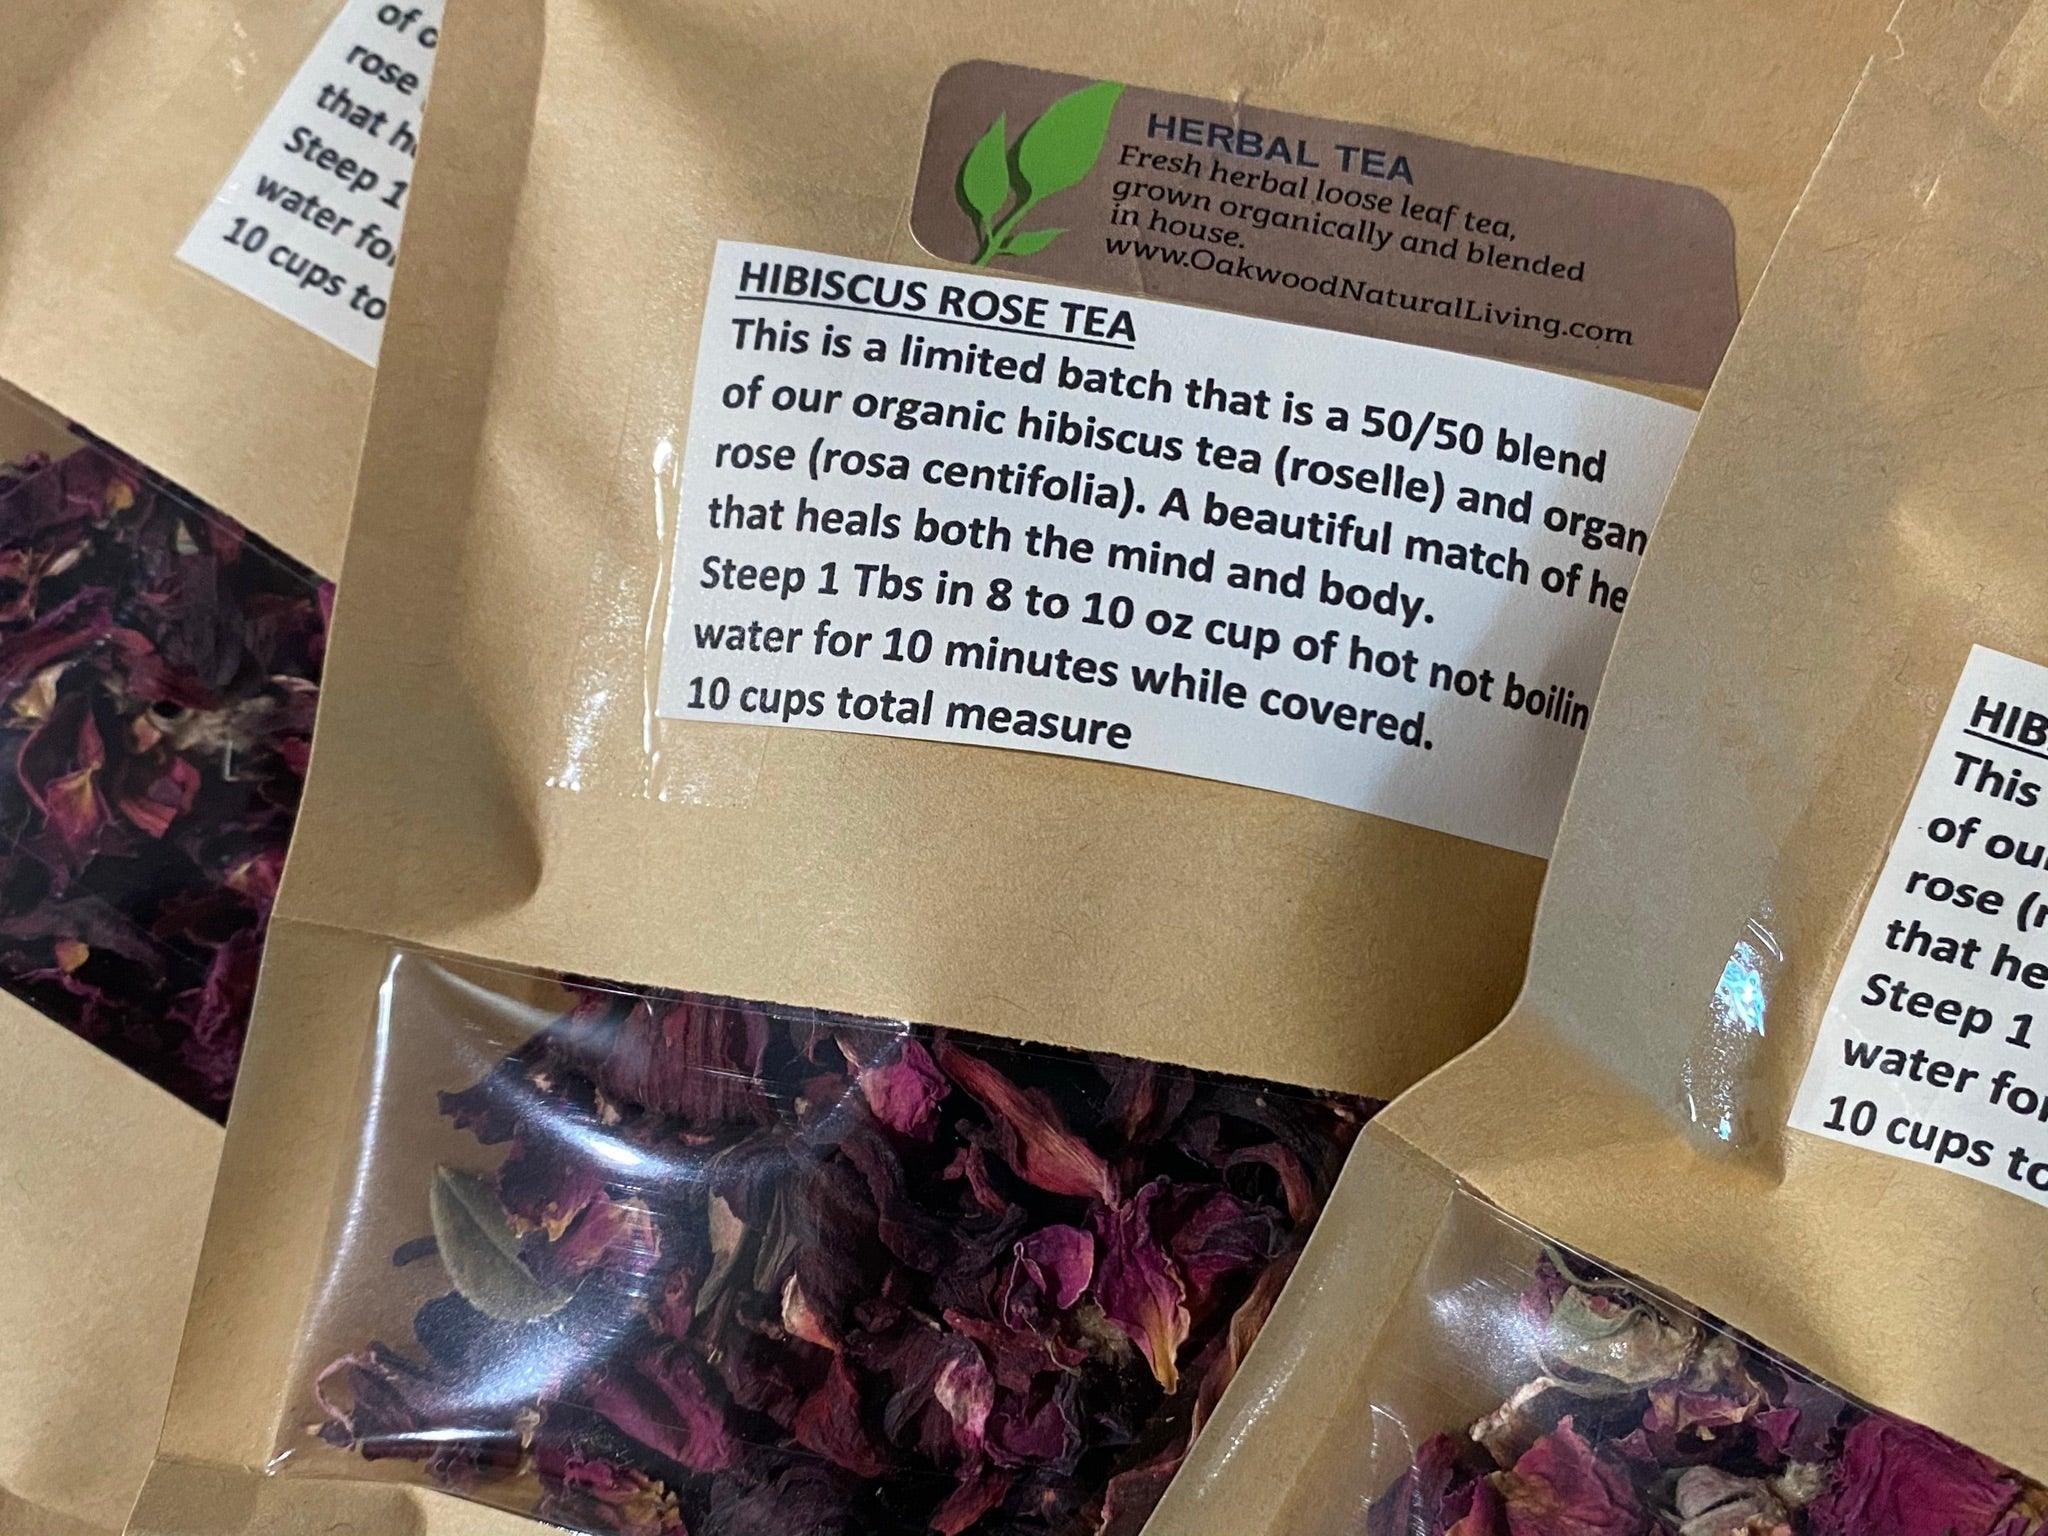 of
rose
that
Steep 1
water
10 cups to
HERBAL TEA
Fresh herbal loose leaf tea,
grown organically and blended
in house.
www.OakwoodNaturalLiving.com
HIBISCUS ROSE TEA
This is a limited batch that is a 50/50 blend
of our organic hibiscus tea (roselle) and organ
rose (rosa centifolia). A beautiful match of he
that heals both the mind and body.
Steep 1 Tbs in 8 to 10 oz cup of hot not boilin
water for 10 minutes while covered.
10 cups total measure
HIB
This
of our
rose (r
that he
Steep 1
water for
10 cups to